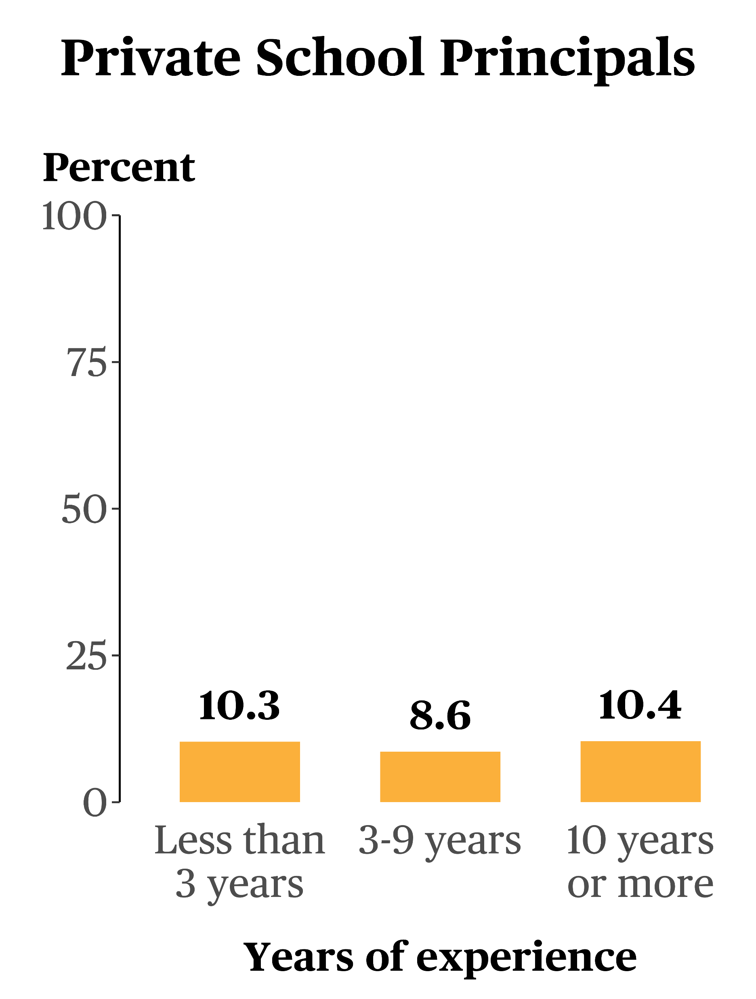 Private School Principals
Percent
100
75
50
25
0
10.3
8.6
10.4
Less than
3 years
3-9 years
10 years
or more
Years of experience